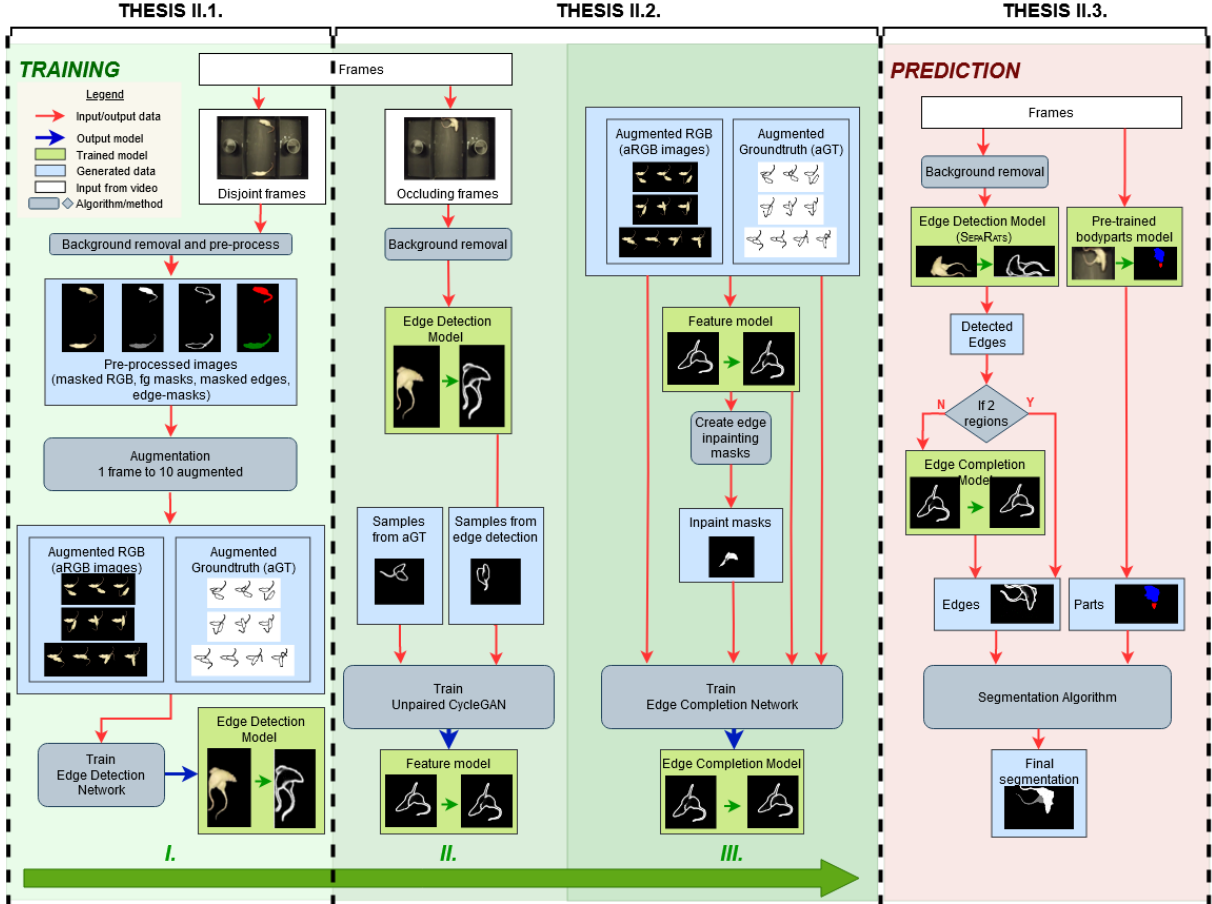 THESIS II.1.
THESIS II.2.
THESIS II.3.
TRAINING
Legend
Input/output data
Output model
Trained model
Generated data
Input from video
Algorithm/method
Frames
Disjoint frames
Background removal and pre-process
Pre-processed images
(masked RGB, fg masks, masked edges,
edge-masks)
Augmentation
1 frame to 10 augmented
Augmented RGB
(aRGB images)
Augmented
Groundtruth (aGT)
Train
Edge Detection
Network
Edge Detection
Model
I.
Occluding frames
Background removal
Edge Detection
Model
Samples
from aGT
Samples from
edge detection
Train
Unpaired CycleGAN
Feature model
II.
Augmented RGB
(aRGB images)
Augmented
Groundtruth (aGT)
Feature model
Create edge
inpainting
masks
Inpaint masks
Train
Edge Completion Network
Edge Completion Model
III.
PREDICTION
Frames
Background removal
Edge Detection Model
(SEPARATS)
Pre-trained
bodyparts model
Detected
Edges
If 2
regions
N
Y
Edge Completion
Model
Edges
Parts
Segmentation Algorithm
Final
segmentation